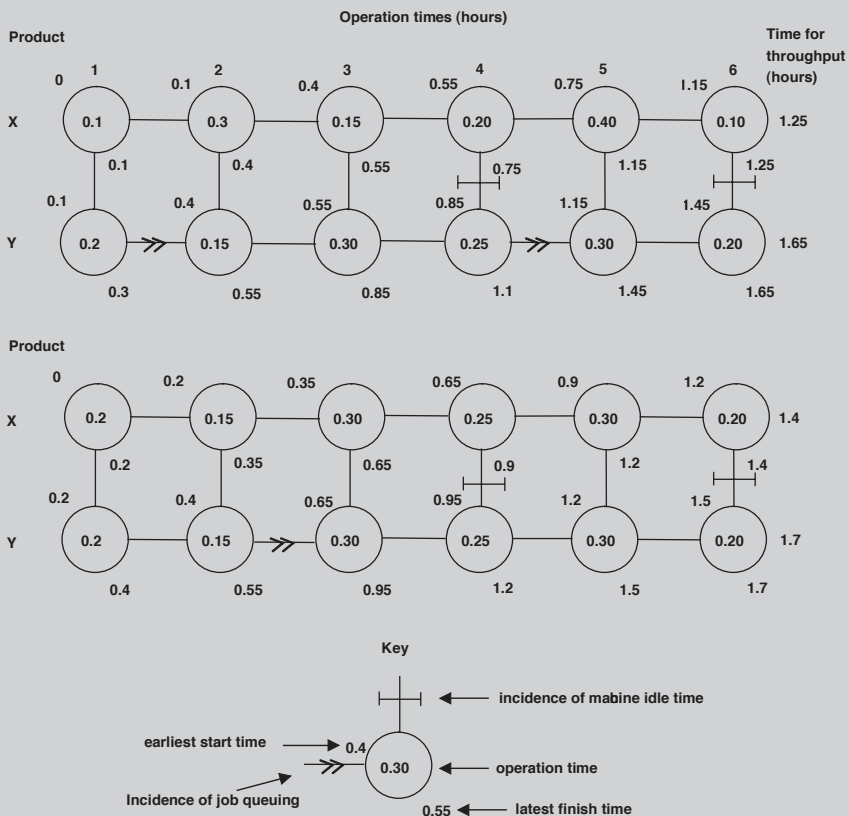 Operation times (hours)
Product
Time for
throughput
(hours)
0 1 0.1 2 0.4 3 0.55 4 0.75 5 1.15 6
X 0.1 0.3 0.15 0.20 0.40 0.10 1.25
0.1 0.4 0.55 0.75 1.15 1.25
0.1 0.4 0.55 0.85 1.15 1.45
Y 0.2 0.15 0.30 0.25 0.30 0.20 1.65
0.3 0.55 0.85 1.1 1.45 1.65
Product
0 0.2 0.35 0.65 0.9 1.2
X 0.2 0.15 0.30 0.25 0.30 0.20 1.4
0.2 0.35 0.65 0.9 1.2 1.4
0.2 0.4 0.65 0.95 1.2 1.5
Y 0.2 0.15 0.30 0.25 0.30 0.20 1.7
0.4 0.55 0.95 1.2 1.5 1.7
Key
incidence of mabine idle time
earliest start time
0.4
0.30
operation time
Incidence of job queuing
0.55
latest finish time